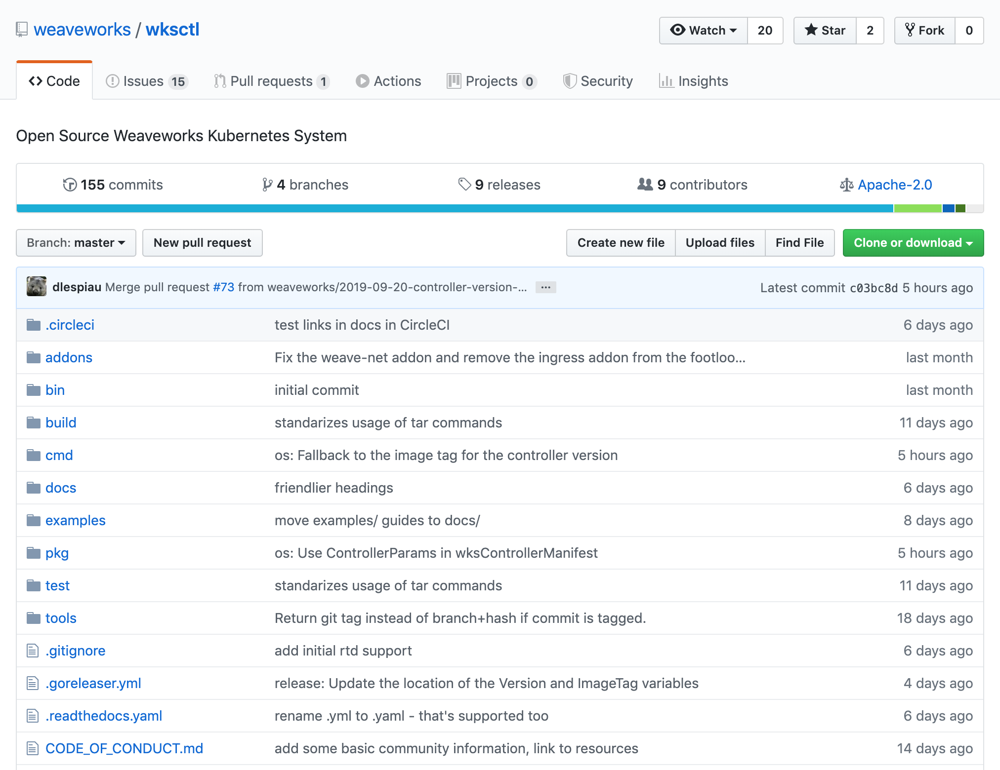 weaveworks / wksctl
Watch 20 Star 2 Fork 0
Code Issues 15 Pull requests 1 Actions Projects 0 Security Insights
Open Source Weaveworks Kubernetes System
155 commits 4 branches 9 releases 9 contributors Apache-2.0
Branch: master New pull request Create new file Upload files Find File Clone or download
dlespiau Merge pull request #73 from weaveworks/2019-09-20-controller-version-... ... Latest commit c03bc8d 5 hours ago
.circleci test links in docs in CircleCI 6 days ago
addons Fix the weave-net addon and remove the ingress addon from the footloo... last month
bin initial commit last month
build standarizes usage of tar commands 11 days ago
cmd os: Fallback to the image tag for the controller version 5 hours ago
docs friendlier headings 6 days ago
examples move examples/ guides to docs/ 8 days ago
pkg os: Use ControllerParams in wksControllerManifest 5 hours ago
test standarizes usage of tar commands 11 days ago
tools Return git tag instead of branch+hash if commit is tagged. 18 days ago
.gitignore add initial rtd support 6 days ago
.goreleaser.yml release: Update the location of the Version and ImageTag variables 4 days ago
.readthedocs.yaml rename .yml to .yaml - that's supported too 6 days ago
CODE_OF_CONDUCT.md add some basic community information, link to resources 14 days ago